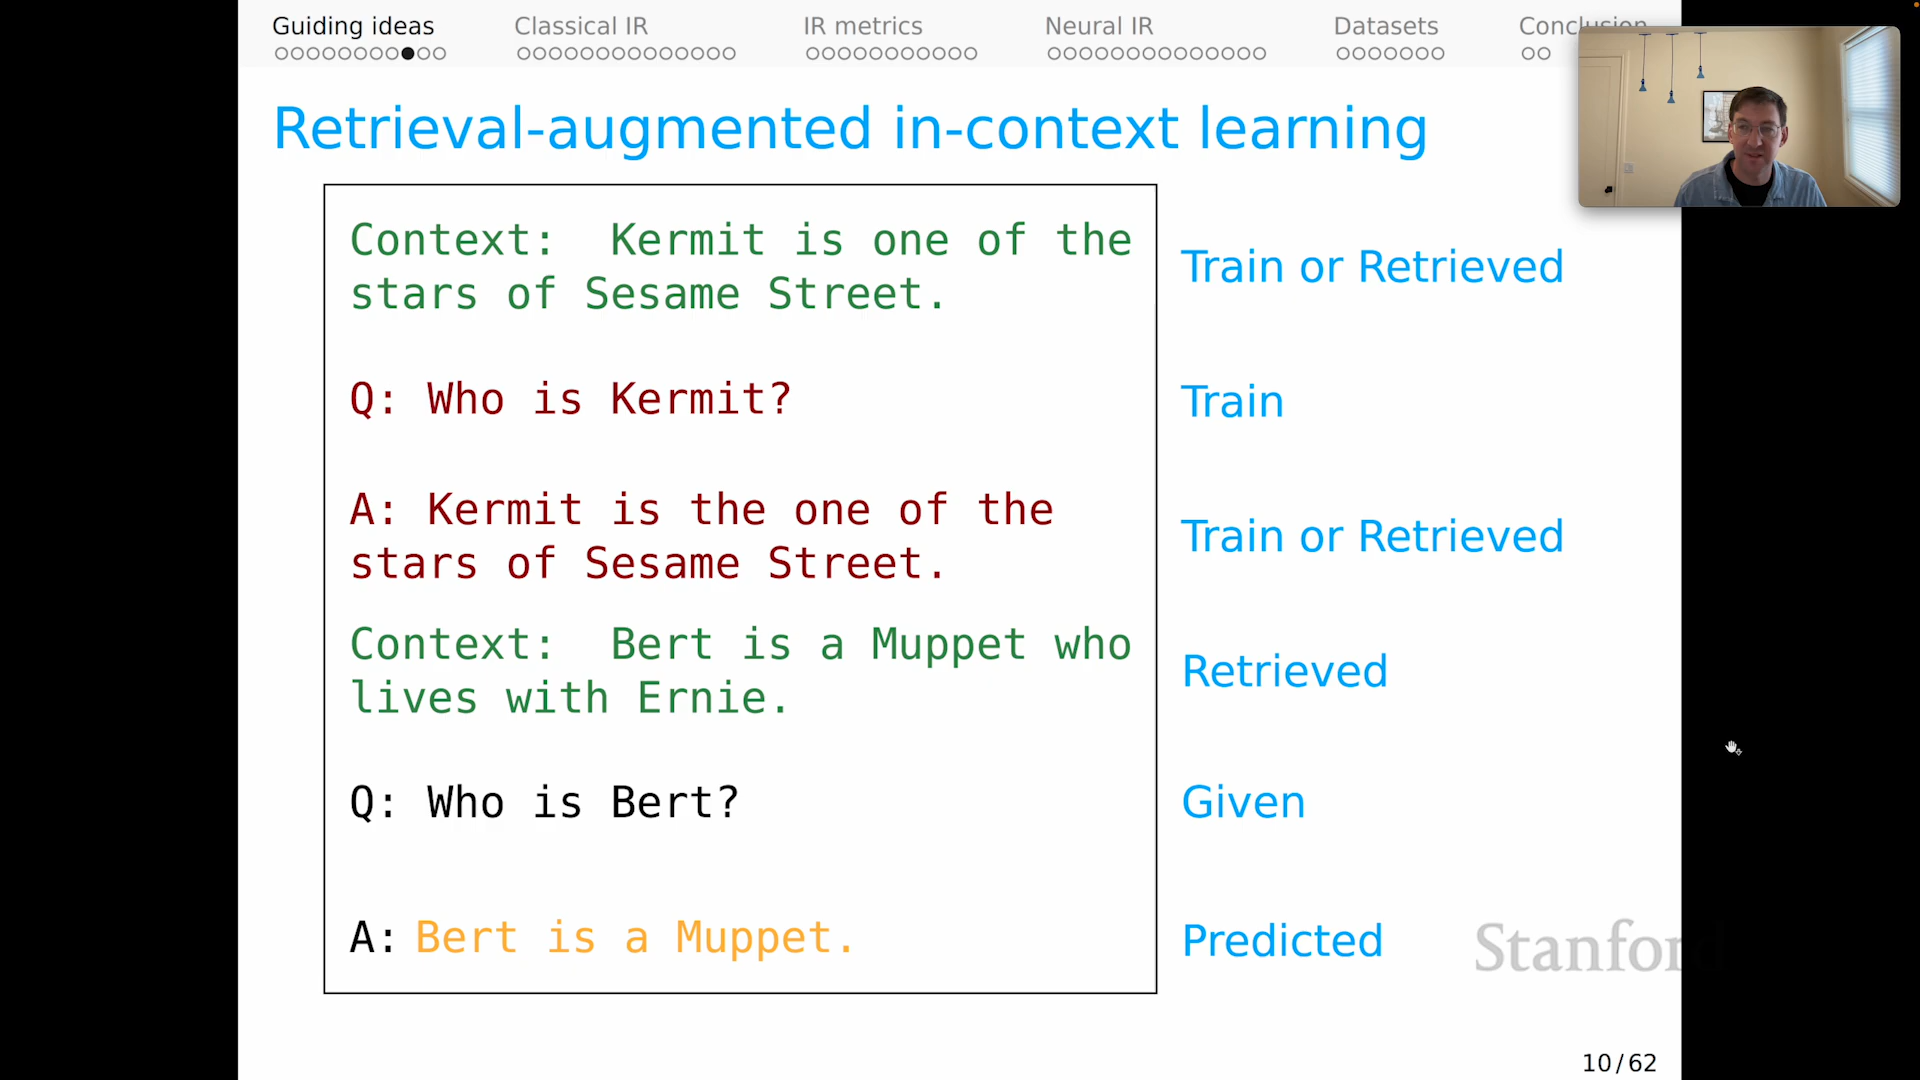 Guiding ideas Classical IR IR metrics Neural IR Datasets Conclusion
Retrieval-augmented in-context learning
Context: Kermit is one of the
stars of Sesame Street.
Train or Retrieved
Q: Who is Kermit?
Train
A: Kermit is the one of the
stars of Sesame Street.
Train or Retrieved
Context: Bert is a Muppet who
lives with Ernie.
Retrieved
Q: Who is Bert?
Given
A: Bert is a Muppet.
Predicted
Stanford
10/62